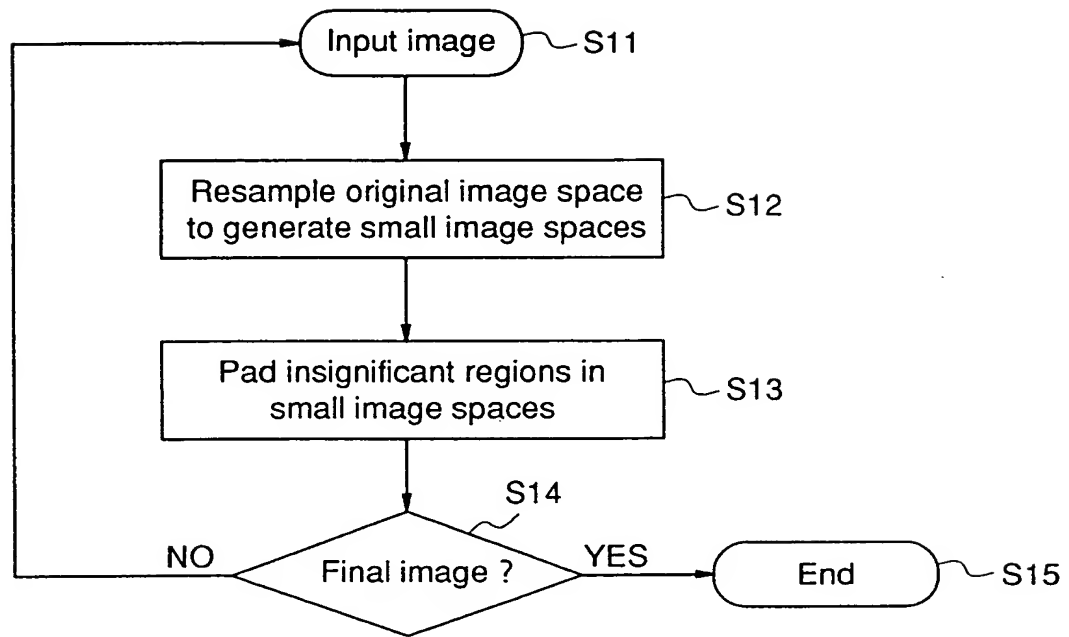 Input image
S11
Resample original image space
to generate small image spaces
S12
Pad insignificant regions in
small image spaces
S13
S14
NO
Final image ?
YES
End
S15